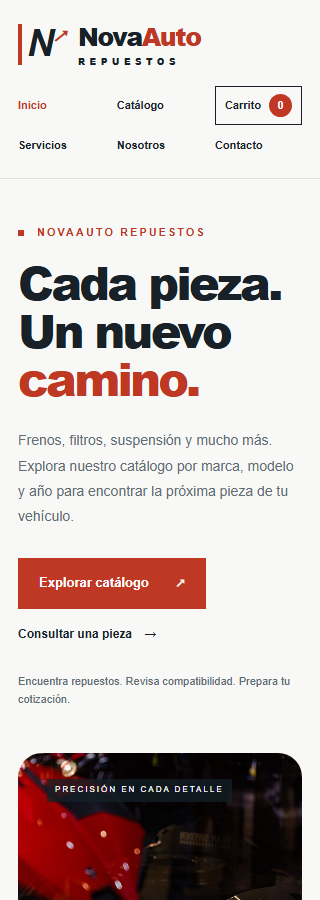 N
NovaAuto
REPUESTOS
Inicio
Catálogo
Carrito 0
Servicios
Nosotros
Contacto
NOVAAUTO REPUESTOS
Cada pieza.
Un nuevo
camino.
Frenos, filtros, suspensión y mucho más.
Explora nuestro catálogo por marca, modelo
y año para encontrar la próxima pieza de tu
vehículo.
Explorar catálogo ↗
Consultar una pieza →
Encuentra repuestos. Revisa compatibilidad. Prepara tu
cotización.
PRECISIÓN EN CADA DETALLE